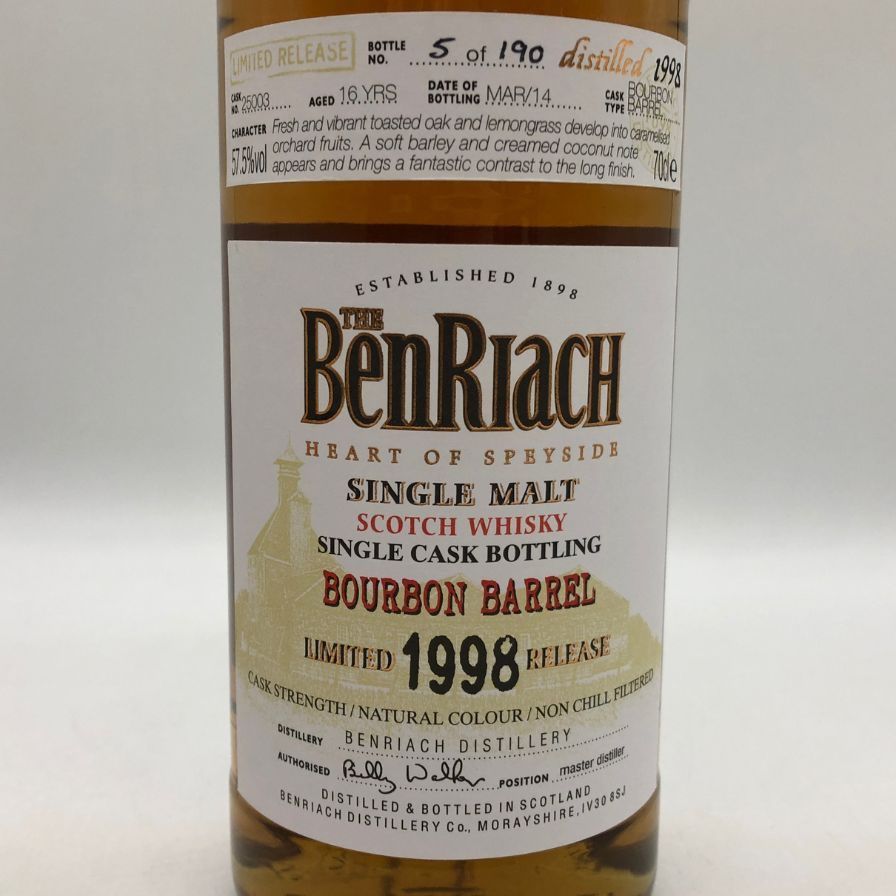 LIMITED RELEASE BOTTLE NO. 5 of 190 distilled 1998
CASK NO. 25003 AGED 16 YRS DATE OF BOTTLING MAR/14 CASK TYPE BOURBON BARREL
CHARACTER Fresh and vibrant toasted oak and lemongrass develop into caramelised
orchard fruits. A soft barley and creamed coconut note
appears and brings a fantastic contrast to the long finish.
57.5%vol 70cl e
ESTABLISHED 1898
THE
BENRIACH
HEART OF SPEYSIDE
SINGLE MALT
SCOTCH WHISKY
SINGLE CASK BOTTLING
BOURBON BARREL
LIMITED 1998 RELEASE
CASK STRENGTH / NATURAL COLOUR / NON CHILL FILTERED
DISTILLERY BENRIACH DISTILLERY
AUTHORISED Billy Walker POSITION master distiller
DISTILLED & BOTTLED IN SCOTLAND
BENRIACH DISTILLERY Co., MORAYSHIRE, IV30 8SJ